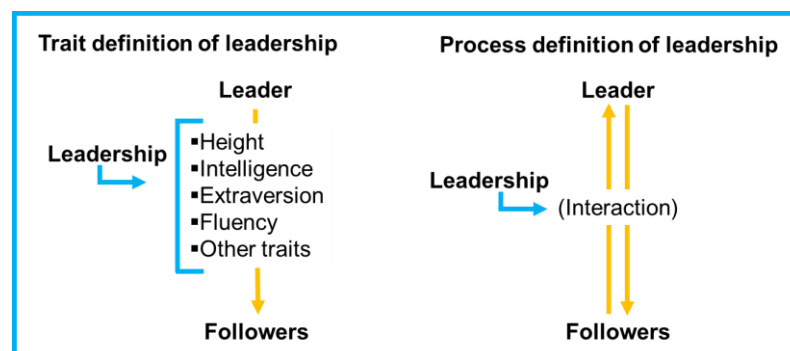 Trait definition of leadership
Leader
Leadership
▪Height
▪Intelligence
▪Extraversion
▪Fluency
▪Other traits
Followers
Process definition of leadership
Leader
Leadership
(Interaction)
Followers